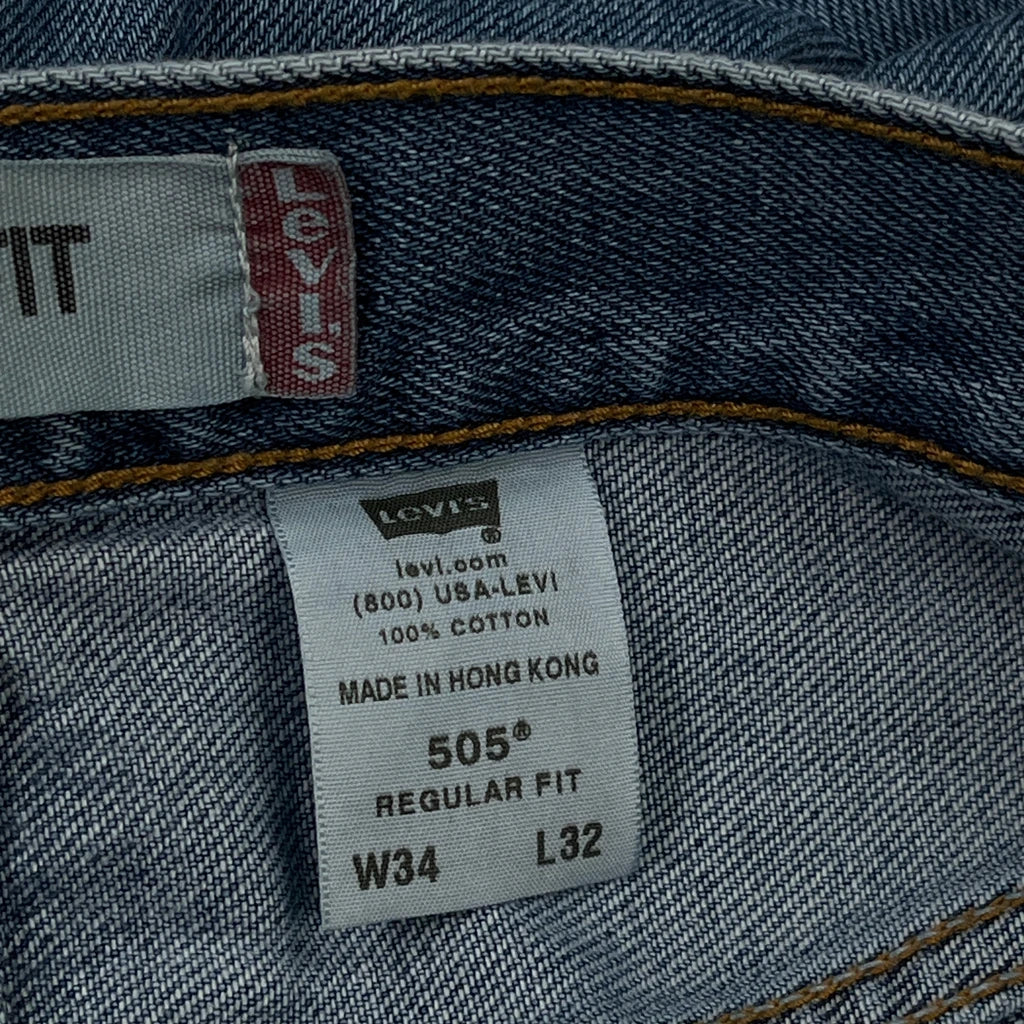 FIT
Levi's
LEVI'S®
levi.com
(800) USA-LEVI
100% COTTON
MADE IN HONG KONG
505®
REGULAR FIT
W34 L32